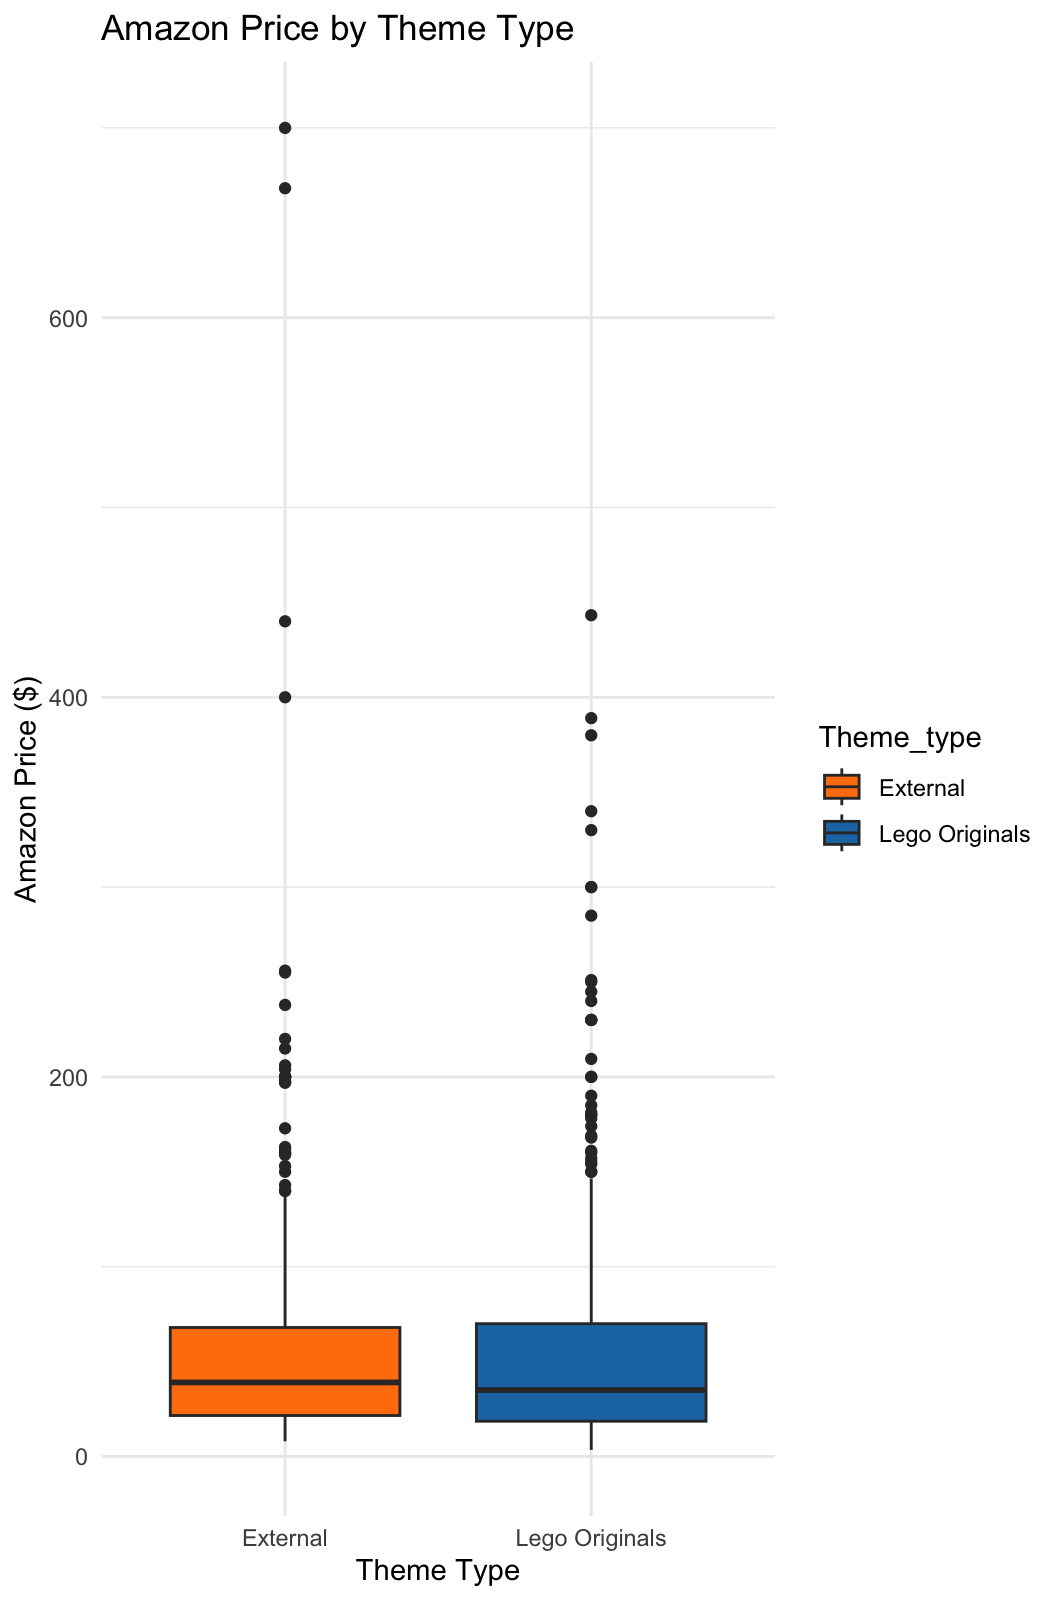 Amazon Price by Theme Type
Amazon Price ($)
600
400
200
0
External
Lego Originals
Theme Type
Theme_type
External
Lego Originals